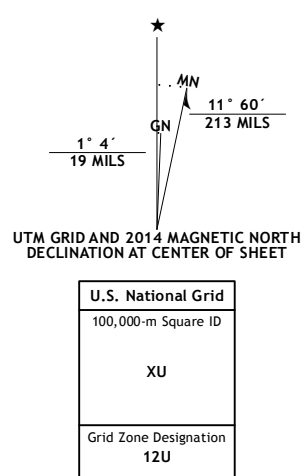 ★
MN
GN
11° 60´
213 MILS
1° 4´
19 MILS
UTM GRID AND 2014 MAGNETIC NORTH
DECLINATION AT CENTER OF SHEET
U.S. National Grid
100,000-m Square ID
XU
Grid Zone Designation
12U